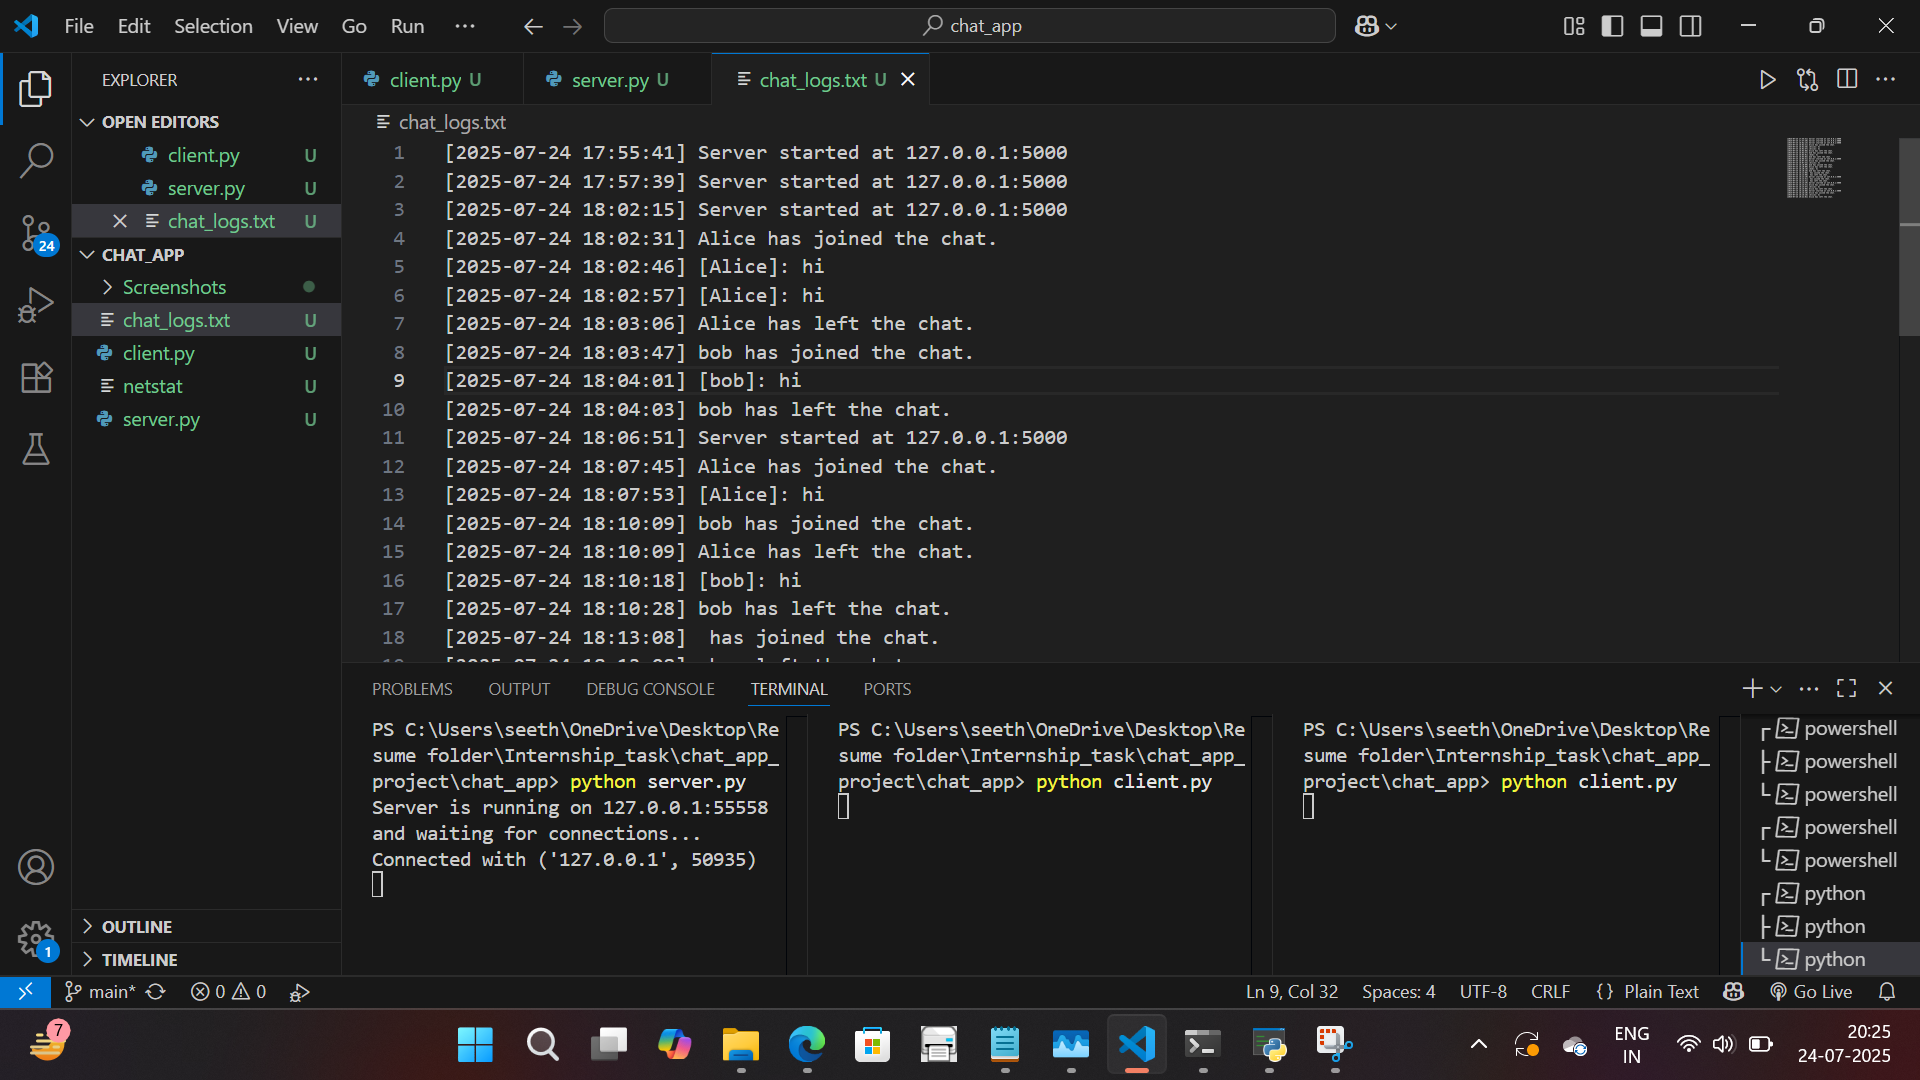 File Edit Selection View Go Run
chat_app
EXPLORER
OPEN EDITORS
client.py U
server.py U
chat_logs.txt U
24
CHAT_APP
Screenshots
chat_logs.txt U
client.py U
netstat U
server.py U
OUTLINE
1
TIMELINE
client.py U server.py U chat_logs.txt U
chat_logs.txt
1 [2025-07-24 17:55:41] Server started at 127.0.0.1:5000
2 [2025-07-24 17:57:39] Server started at 127.0.0.1:5000
3 [2025-07-24 18:02:15] Server started at 127.0.0.1:5000
4 [2025-07-24 18:02:31] Alice has joined the chat.
5 [2025-07-24 18:02:46] [Alice]: hi
6 [2025-07-24 18:02:57] [Alice]: hi
7 [2025-07-24 18:03:06] Alice has left the chat.
8 [2025-07-24 18:03:47] bob has joined the chat.
9 [2025-07-24 18:04:01] [bob]: hi
10 [2025-07-24 18:04:03] bob has left the chat.
11 [2025-07-24 18:06:51] Server started at 127.0.0.1:5000
12 [2025-07-24 18:07:45] Alice has joined the chat.
13 [2025-07-24 18:07:53] [Alice]: hi
14 [2025-07-24 18:10:09] bob has joined the chat.
15 [2025-07-24 18:10:09] Alice has left the chat.
16 [2025-07-24 18:10:18] [bob]: hi
17 [2025-07-24 18:10:28] bob has left the chat.
18 [2025-07-24 18:13:08]  has joined the chat.
PROBLEMS OUTPUT DEBUG CONSOLE TERMINAL PORTS
PS C:\Users\seeth\OneDrive\Desktop\Re
sume folder\Internship_task\chat_app_
project\chat_app> python server.py
Server is running on 127.0.0.1:55558
and waiting for connections...
Connected with ('127.0.0.1', 50935)
PS C:\Users\seeth\OneDrive\Desktop\Re
sume folder\Internship_task\chat_app_
project\chat_app> python client.py
PS C:\Users\seeth\OneDrive\Desktop\Re
sume folder\Internship_task\chat_app_
project\chat_app> python client.py
powershell
powershell
powershell
powershell
powershell
python
python
python
main* 0 0 Ln 9, Col 32 Spaces: 4 UTF-8 CRLF {} Plain Text Go Live
7
ENG
IN
20:25
24-07-2025